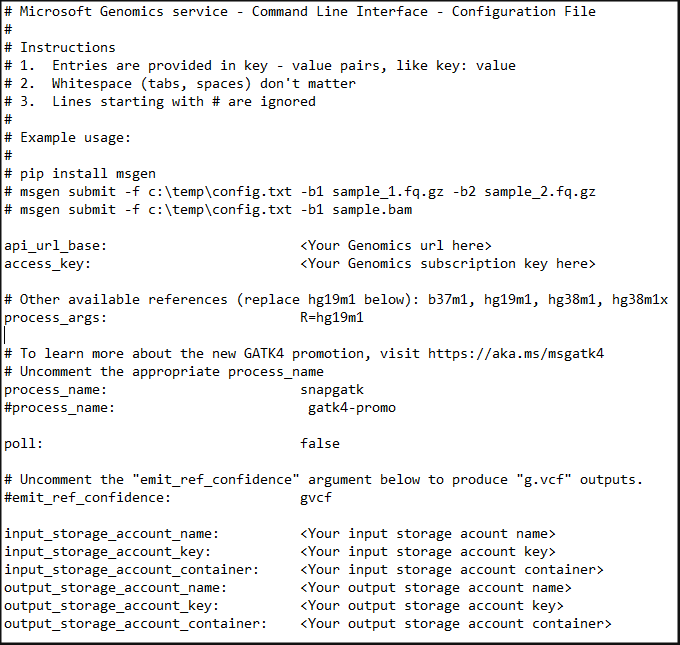 # Microsoft Genomics service - Command Line Interface - Configuration File
#
# Instructions
# 1.  Entries are provided in key - value pairs, like key: value
# 2.  Whitespace (tabs, spaces) don't matter
# 3.  Lines starting with # are ignored
#
# Example usage:
#
# pip install msgen
# msgen submit -f c:\temp\config.txt -b1 sample_1.fq.gz -b2 sample_2.fq.gz
# msgen submit -f c:\temp\config.txt -b1 sample.bam

api_url_base:                        <Your Genomics url here>
access_key:                          <Your Genomics subscription key here>

# Other available references (replace hg19m1 below): b37m1, hg19m1, hg38m1, hg38m1x
process_args:                        R=hg19m1

# To learn more about the new GATK4 promotion, visit https://aka.ms/msgatk4
# Uncomment the appropriate process_name
process_name:                        snapgatk
#process_name:                        gatk4-promo

poll:                                false

# Uncomment the "emit_ref_confidence" argument below to produce "g.vcf" outputs.
#emit_ref_confidence:                gvcf

input_storage_account_name:          <Your input storage acount name>
input_storage_account_key:           <Your input storage account key>
input_storage_account_container:     <Your input storage account container>
output_storage_account_name:         <Your output storage account name>
output_storage_account_key:          <Your output storage account key>
output_storage_account_container:    <Your output storage account container>